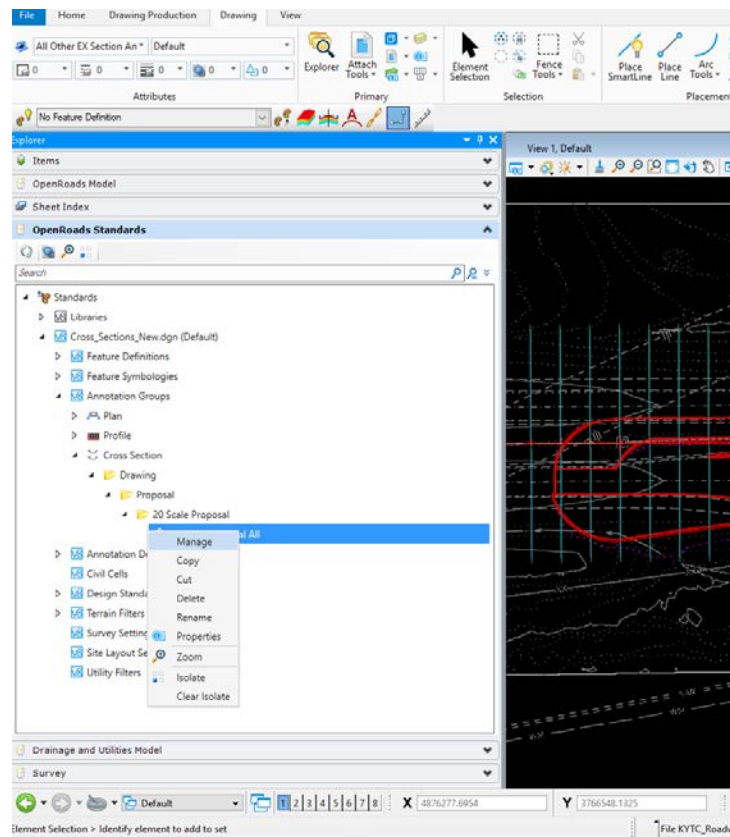 File Home Drawing Production Drawing View
All Other EX Section An Default
0 0 0 0 0
Explorer Attach Tools
Element Selection Fence Tools
Place SmartLine Place Line Arc Tools
Attributes Primary Selection Placement
No Feature Definition
Explorer
View 1, Default
Items
OpenRoads Model
Sheet Index
OpenRoads Standards
Search
Standards
Libraries
Cross_Sections_New.dgn (Default)
Feature Definitions
Feature Symbologies
Annotation Groups
Plan
Profile
Cross Section
Drawing
Proposal
20 Scale Proposal
al All
Manage
Annotation De
Copy
Civil Cells
Cut
Design Standa
Delete
Terrain Filters
Rename
Survey Setting
Properties
Site Layout Se
Zoom
Utility Filters
Isolate
Clear Isolate
Drainage and Utilities Model
Survey
Default 1 2 3 4 5 6 7 8 X 4876277.6954 Y 3766548.1325
Element Selection > Identify element to add to set
File KYTC_Roadw